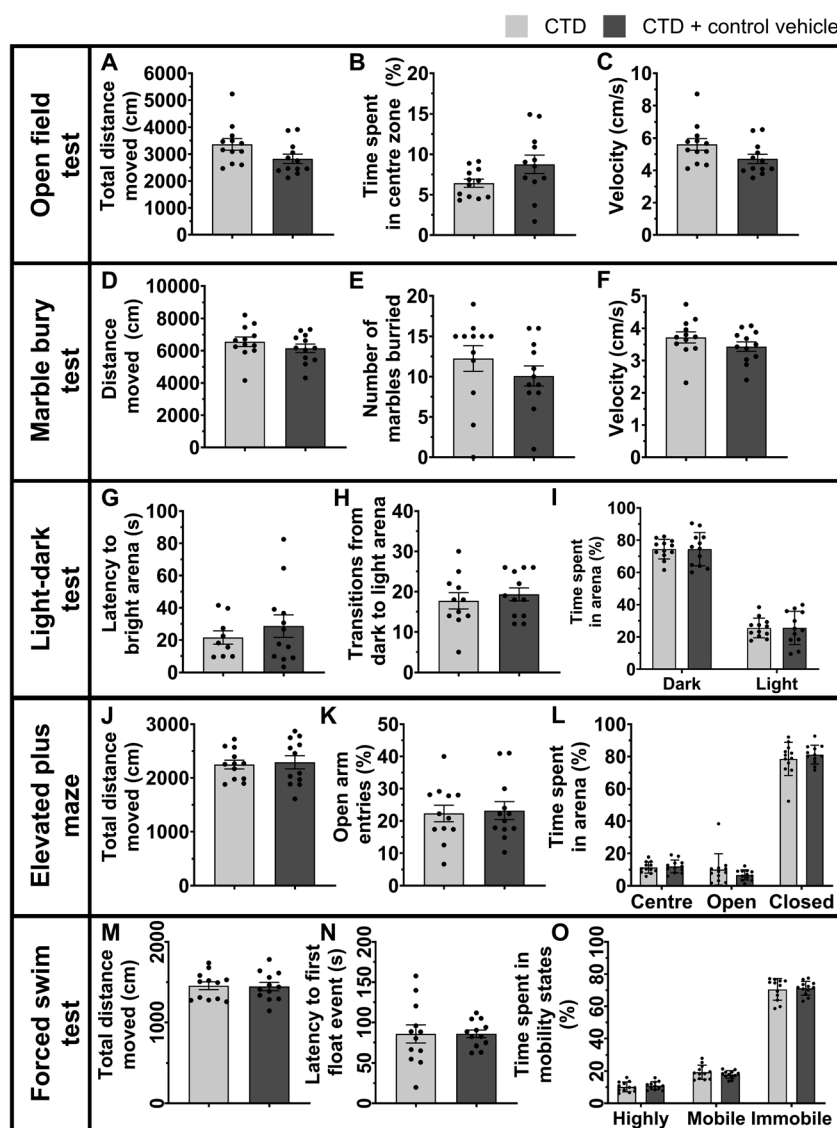 CTD
CTD + control vehicle
Open field
test
A
Total distance
moved (cm)
6000
5000
4000
3000
2000
1000
0
B
Time spent
in centre zone (%)
20
15
10
5
0
C
Velocity (cm/s)
10
8
6
4
2
0
Marble bury
test
D
Distance
moved (cm)
10000
8000
6000
4000
2000
0
E
Number of
marbles burried
20
15
10
5
0
F
Velocity (cm/s)
5
4
3
2
1
0
Light-dark
test
G
Latency to
bright arena (s)
100
80
60
40
20
0
H
Transitions from
dark to light arena
40
30
20
10
0
I
Time spent
in arena (%)
100
80
60
40
20
0
Dark
Light
Elevated plus
maze
J
Total distance
moved (cm)
3000
2000
1000
0
K
Open arm
entries (%)
50
40
30
20
10
0
L
Time spent
in arena (%)
100
80
60
40
20
0
Centre
Open
Closed
Forced swim
test
M
Total distance
moved (cm)
2000
1500
1000
500
0
N
Latency to first
float event (s)
200
150
100
50
0
O
Time spent in
mobility states
(%)
100
80
60
40
20
0
Highly
Mobile
Immobile